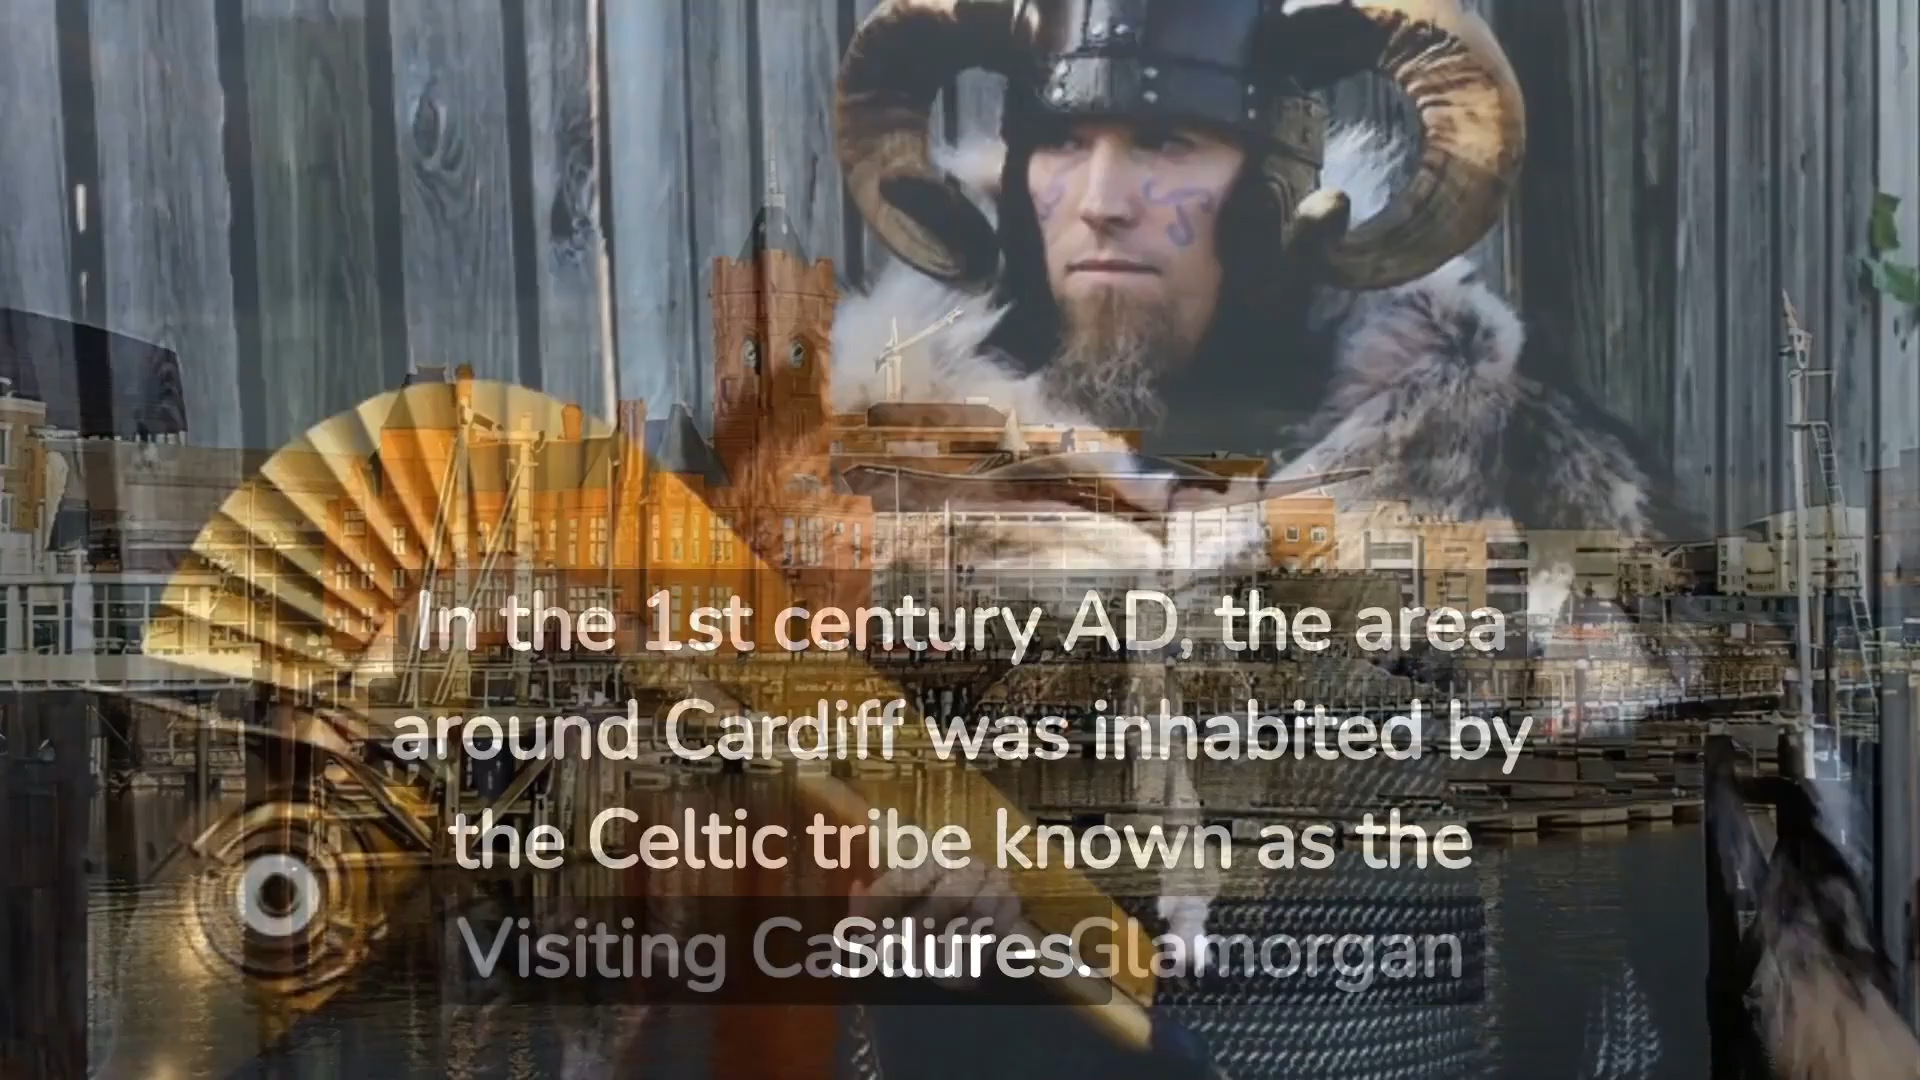 In the 1st century AD, the area
around Cardiff was inhabited by
the Celtic tribe known as the
Silures.
Visiting Cardiff - Glamorgan